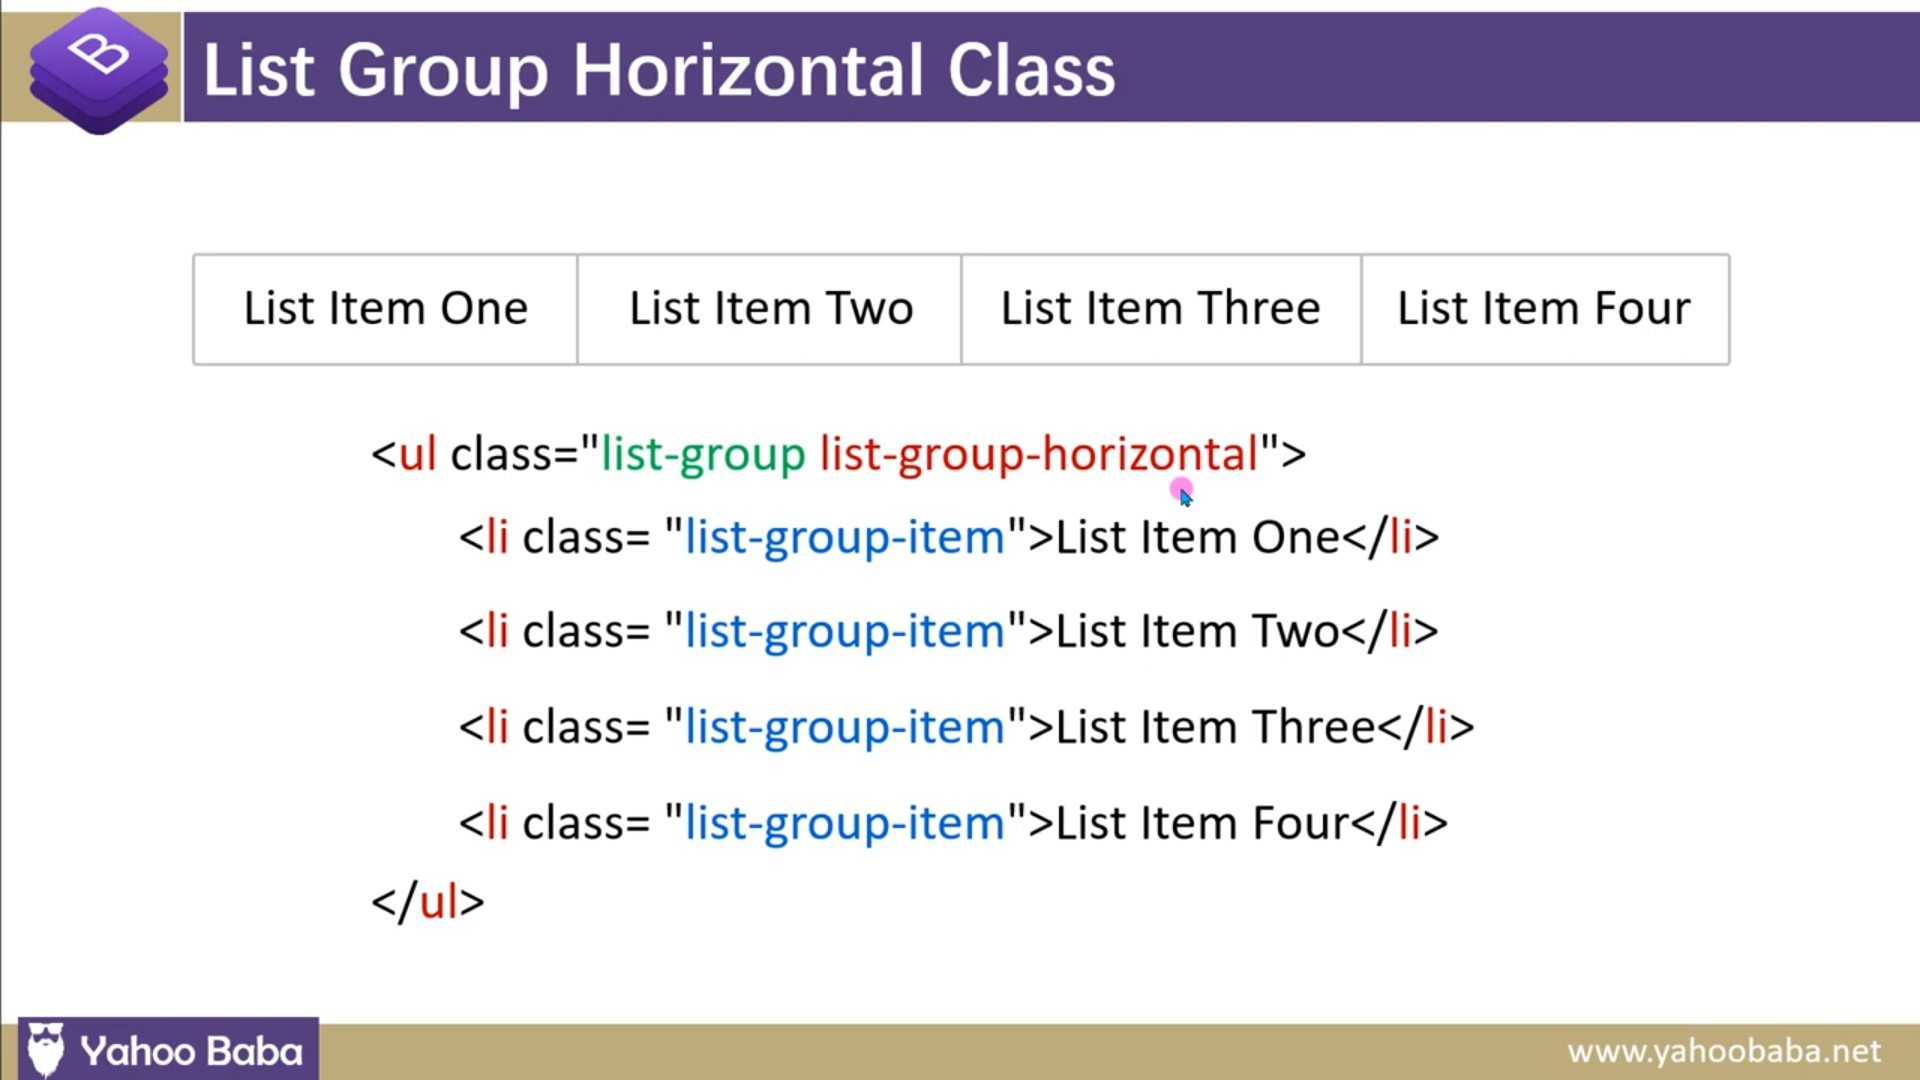 B
List Group Horizontal Class
List Item One List Item Two List Item Three List Item Four
<ul class="list-group list-group-horizontal">
<li class= "list-group-item">List Item One</li>
<li class= "list-group-item">List Item Two</li>
<li class= "list-group-item">List Item Three</li>
<li class= "list-group-item">List Item Four</li>
</ul>
Yahoo Baba www.yahoobaba.net